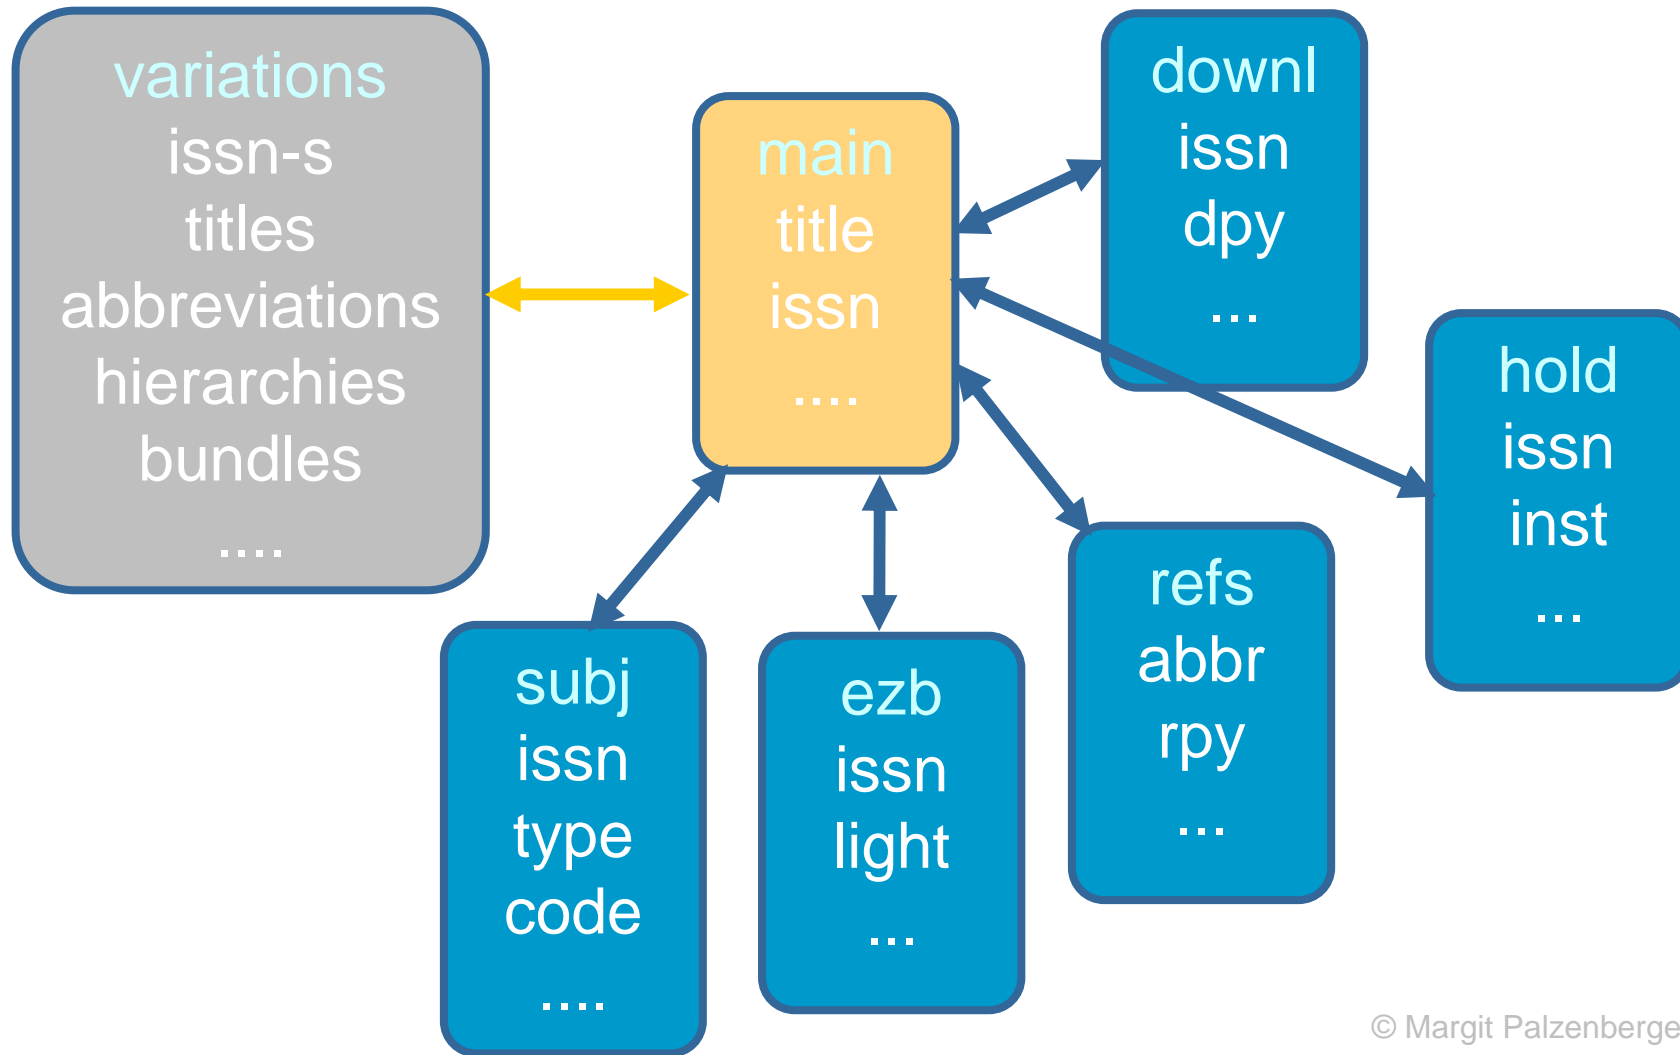 variations
issn-s
titles
abbreviations
hierarchies
bundles
....
main
title
issn
....
downl
issn
dpy
...
hold
issn
inst
...
refs
abbr
rpy
...
ezb
issn
light
...
subj
issn
type
code
....
© Margit Palzenberge